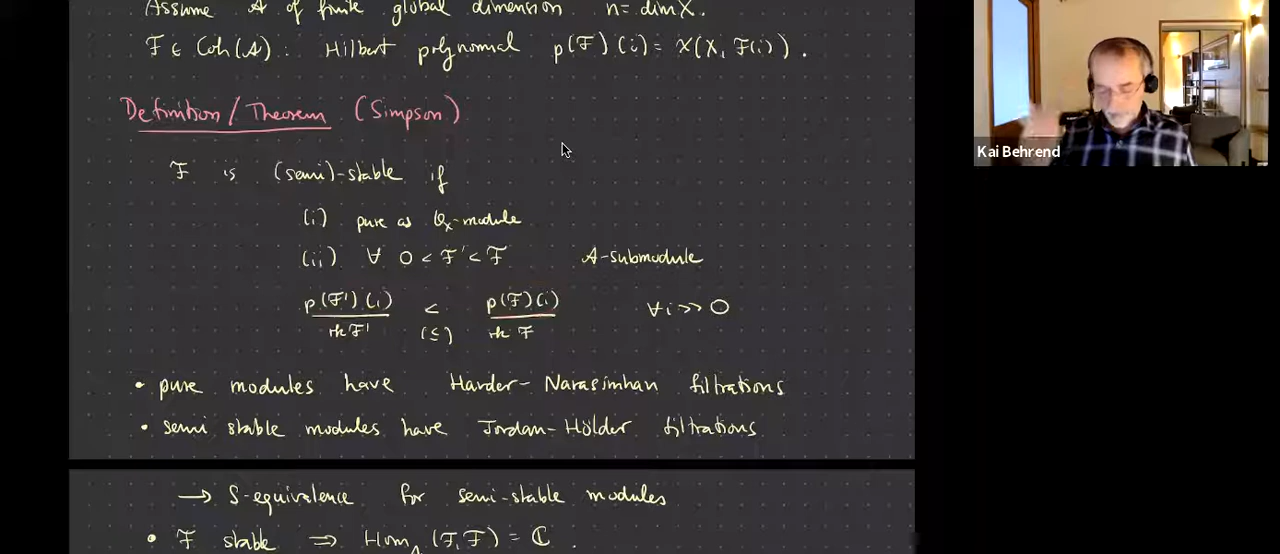 Assume 𝒜 of finite global dimension n = dim X.
ℱ ∈ Coh(𝒜): Hilbert polynomial p(ℱ)(i) = χ(X, ℱ(i)).
Definition/Theorem (Simpson)
ℱ is (semi)-stable if
(i) pure as 𝒪_X-module
(ii) ∀ 0 < ℱ' < ℱ 𝒜-submodule
p(ℱ')(i) / rk ℱ' < (≤) p(ℱ)(i) / rk ℱ ∀ i >> 0
• pure modules have Harder-Narasimhan filtrations
• semi stable modules have Jordan-Hölder filtrations
→ S-equivalence for semi-stable modules
• ℱ stable ⇒ Hom_𝒜(ℱ,ℱ) = ℂ.
Kai Behrend